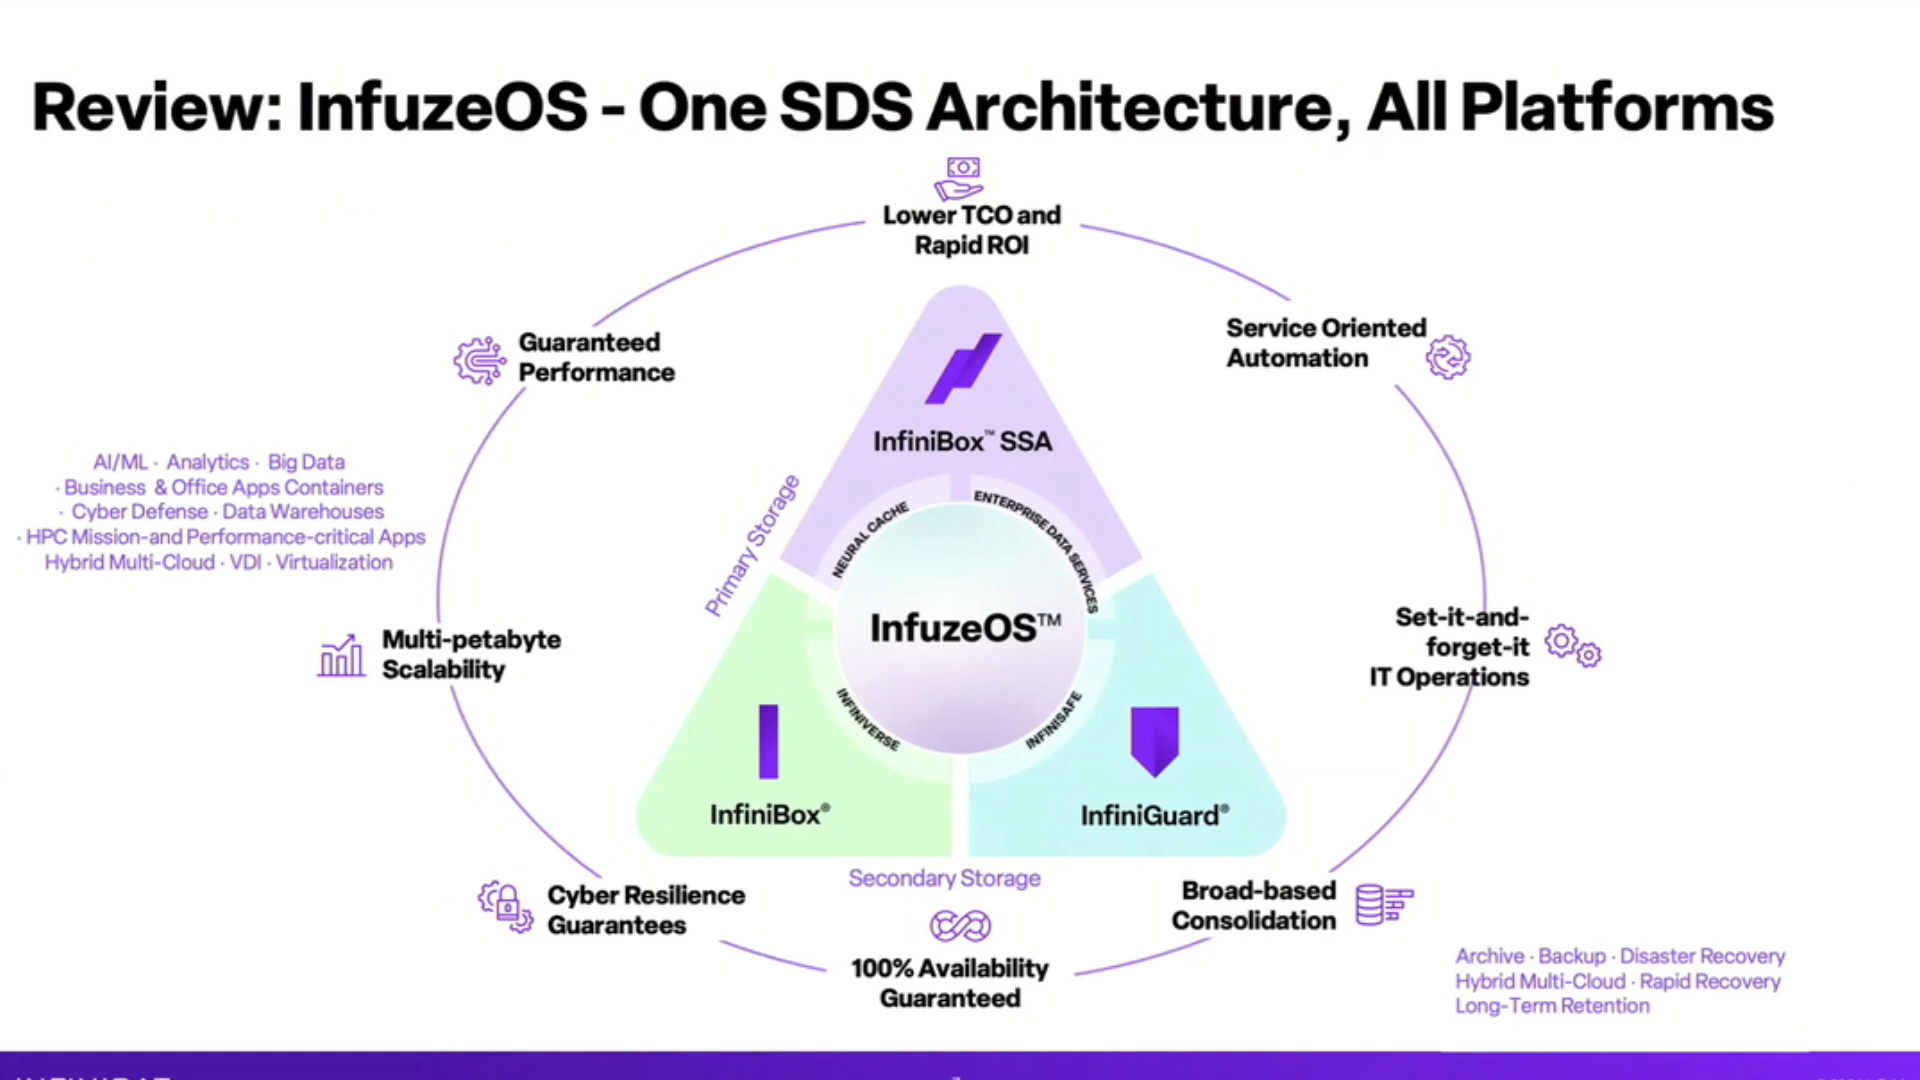 Review: InfuzeOS - One SDS Architecture, All Platforms
Lower TCO and
Rapid ROI
Guaranteed
Performance
Service Oriented
Automation
InfiniBox™ SSA
AI/ML · Analytics · Big Data
· Business & Office Apps Containers
· Cyber Defense · Data Warehouses
· HPC Mission-and Performance-critical Apps
Hybrid Multi-Cloud · VDI · Virtualization
Primary Storage
NEURAL CACHE
ENTERPRISE DATA SERVICES
InfuzeOS™
INFINIVERSE
INFINISAFE
Multi-petabyte
Scalability
Set-it-and-
forget-it
IT Operations
InfiniBox®
InfiniGuard®
Secondary Storage
Cyber Resilience
Guarantees
Broad-based
Consolidation
100% Availability
Guaranteed
Archive · Backup · Disaster Recovery
Hybrid Multi-Cloud · Rapid Recovery
Long-Term Retention